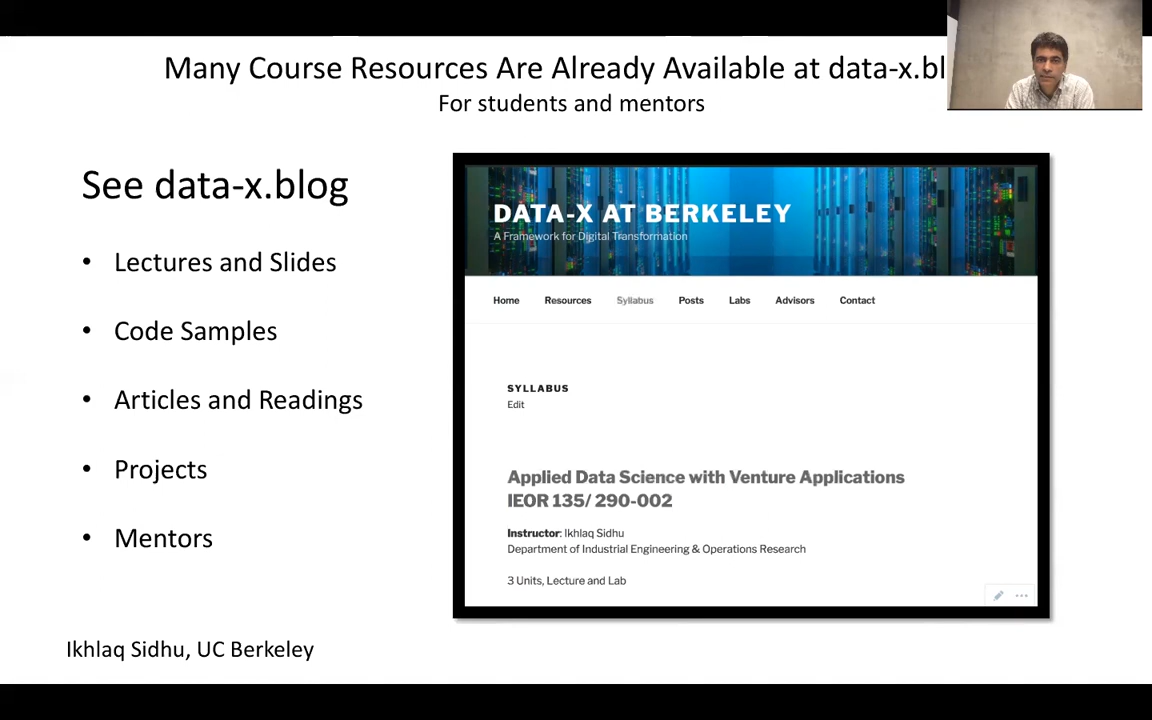 Many Course Resources Are Already Available at data-x.bl
For students and mentors
See data-x.blog
• Lectures and Slides
• Code Samples
• Articles and Readings
• Projects
• Mentors
Ikhlaq Sidhu, UC Berkeley
DATA-X AT BERKELEY
A Framework for Digital Transformation
Home Resources Syllabus Posts Labs Advisors Contact
SYLLABUS
Edit
Applied Data Science with Venture Applications
IEOR 135/ 290-002
Instructor: Ikhlaq Sidhu
Department of Industrial Engineering & Operations Research
3 Units, Lecture and Lab